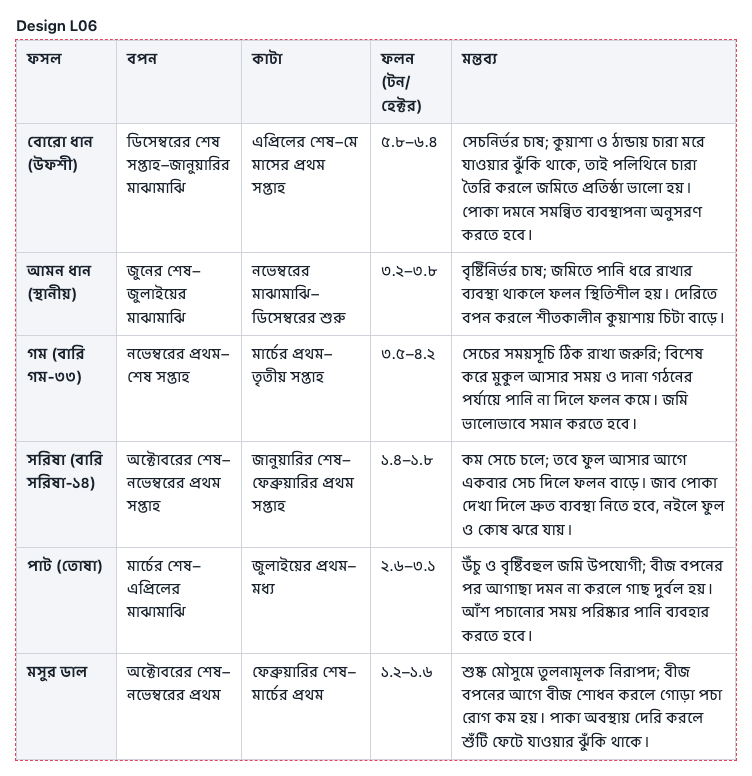 Design L06
ফসল
বপন
কাটা
ফলন
(টন/
হেক্টর)
মন্তব্য
বোরো ধান
(উফশী)
ডিসেম্বরের শেষ
সপ্তাহ–জানুয়ারির
মাঝামাঝি
এপ্রিলের শেষ–মে
মাসের প্রথম
সপ্তাহ
৫.৮–৬.৪
সেচনির্ভর চাষ; কুয়াশা ও ঠান্ডায় চারা মরে
যাওয়ার ঝুঁকি থাকে, তাই পলিথিনে চারা
তৈরি করলে জমিতে প্রতিষ্ঠা ভালো হয়।
পোকা দমনে সমন্বিত ব্যবস্থাপনা অনুসরণ
করতে হবে।
আমন ধান
(স্থানীয়)
জুনের শেষ–
জুলাইয়ের
মাঝামাঝি
নভেম্বরের
মাঝামাঝি–
ডিসেম্বরের শুরু
৩.২–৩.৮
বৃষ্টিনির্ভর চাষ; জমিতে পানি ধরে রাখার
ব্যবস্থা থাকলে ফলন স্থিতিশীল হয়। দেরিতে
বপন করলে শীতকালীন কুয়াশায় চিটা বাড়ে।
গম (বারি
গম-৩৩)
নভেম্বরের প্রথম–
শেষ সপ্তাহ
মার্চের প্রথম–
তৃতীয় সপ্তাহ
৩.৫–৪.২
সেচের সময়সূচি ঠিক রাখা জরুরি; বিশেষ
করে মুকুল আসার সময় ও দানা গঠনের
পর্যায়ে পানি না দিলে ফলন কমে। জমি
ভালোভাবে সমান করতে হবে।
সরিষা (বারি
সরিষা-১৪)
অক্টোবরের শেষ–
নভেম্বরের প্রথম
সপ্তাহ
জানুয়ারির শেষ–
ফেব্রুয়ারির প্রথম
সপ্তাহ
১.৪–১.৮
কম সেচে চলে; তবে ফুল আসার আগে
একবার সেচ দিলে ফলন বাড়ে। জাব পোকা
দেখা দিলে দ্রুত ব্যবস্থা নিতে হবে, নইলে ফুল
ও কোষ ঝরে যায়।
পাট (তোষা)
মার্চের শেষ–
এপ্রিলের
মাঝামাঝি
জুলাইয়ের প্রথম–
মধ্য
২.৬–৩.১
উঁচু ও বৃষ্টিবহুল জমি উপযোগী; বীজ বপনের
পর আগাছা দমন না করলে গাছ দুর্বল হয়।
আঁশ পচানোর সময় পরিষ্কার পানি ব্যবহার
করতে হবে।
মসুর ডাল
অক্টোবরের শেষ–
নভেম্বরের প্রথম
ফেব্রুয়ারির শেষ–
মার্চের প্রথম
১.২–১.৬
শুষ্ক মৌসুমে তুলনামূলক নিরাপদ; বীজ
বপনের আগে বীজ শোধন করলে গোড়া পচা
রোগ কম হয়। পাকা অবস্থায় দেরি করলে
শুঁটি ফেটে যাওয়ার ঝুঁকি থাকে।